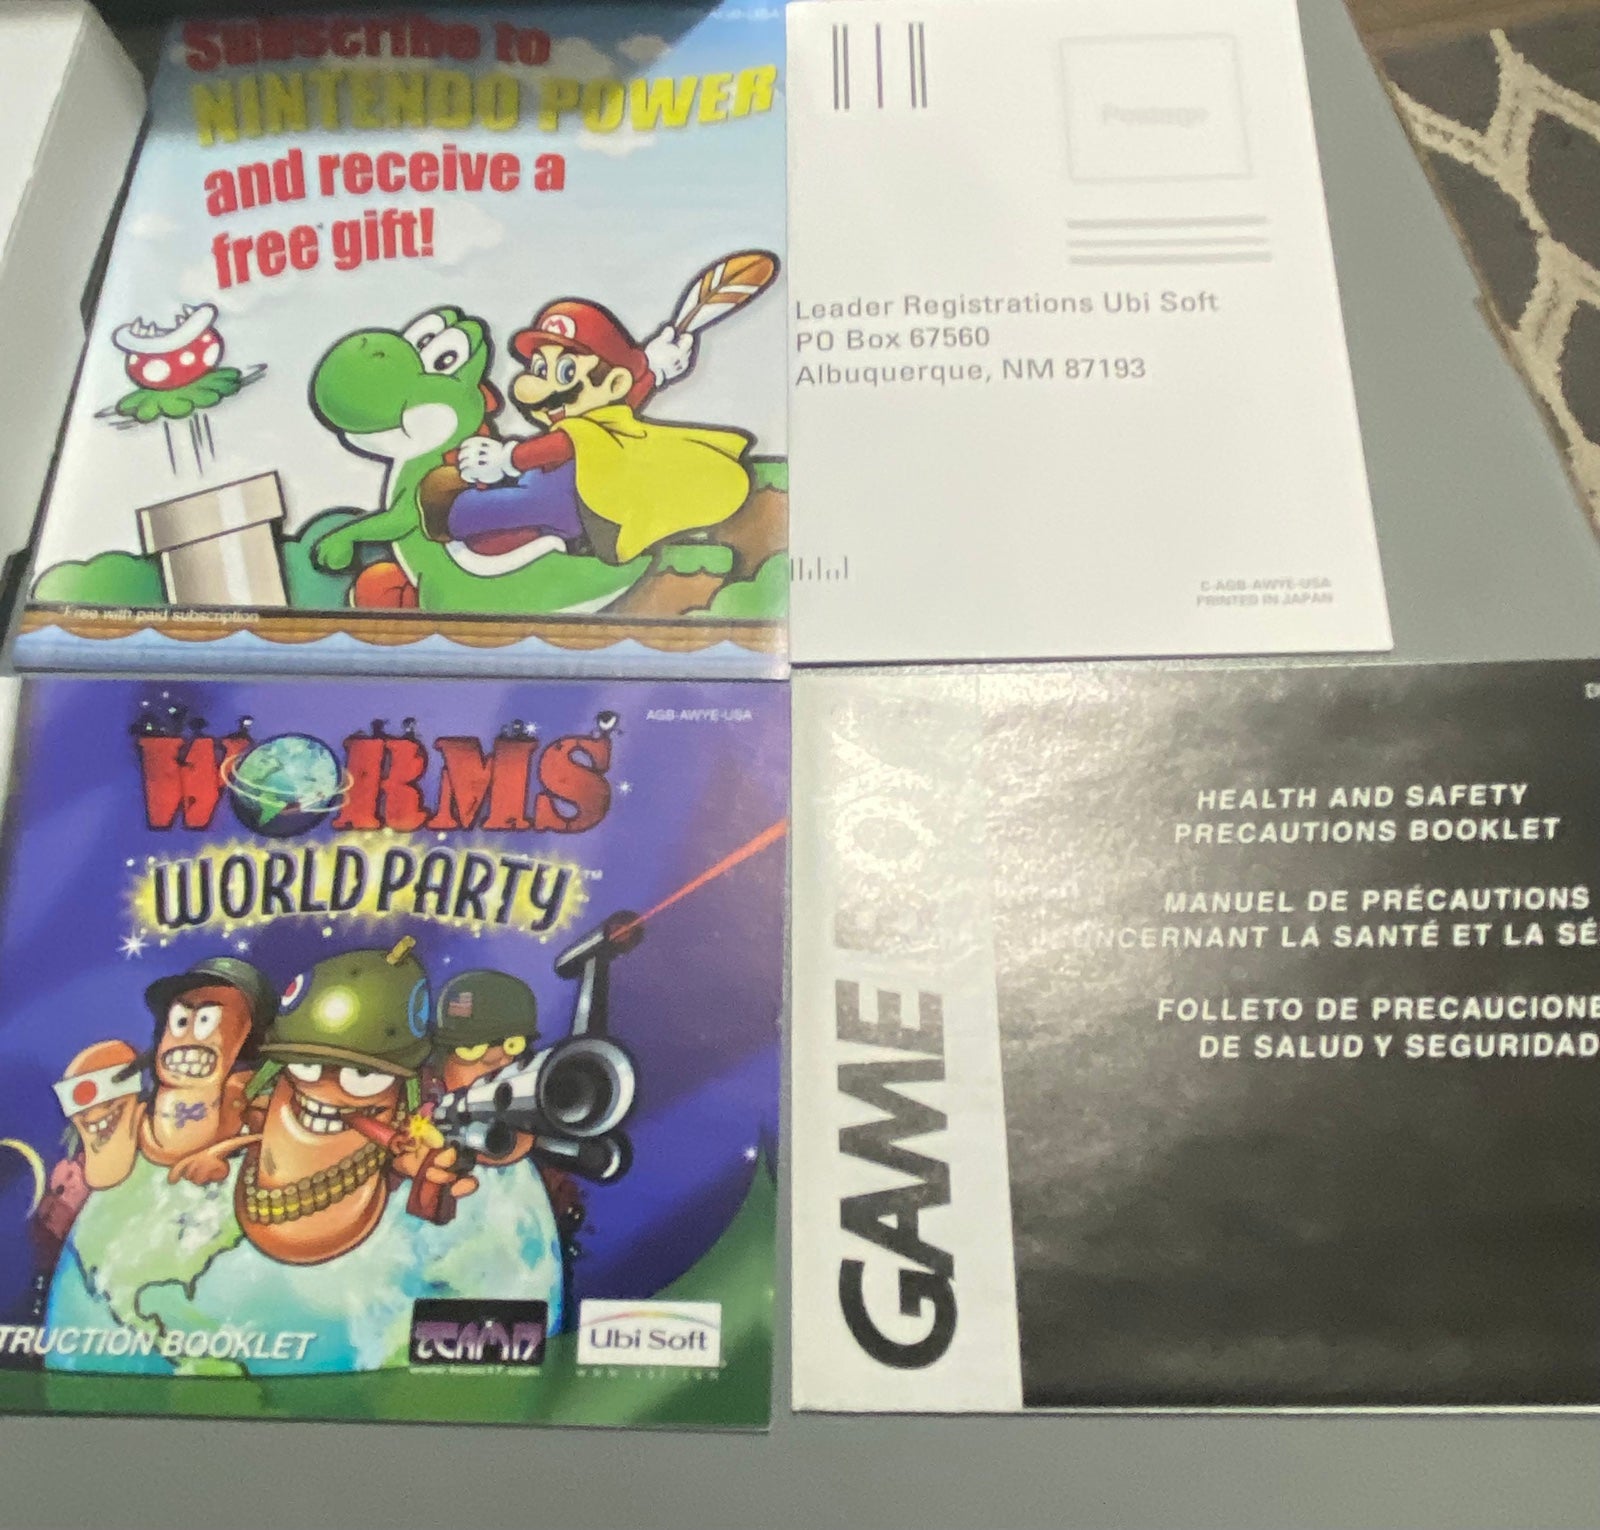 Subscribe to
NINTENDO POWER
and receive a
free gift!
*Free with paid subscription
Postage
Leader Registrations Ubi Soft
PO Box 67560
Albuquerque, NM 87193
C-AGB-AWYE-USA
PRINTED IN JAPAN
AGB-AWYE-USA
WORMS
WORLD PARTY™
TRUCTION BOOKLET
TEAM17
Ubi Soft
GAME BOY
HEALTH AND SAFETY
PRECAUTIONS BOOKLET
MANUEL DE PRÉCAUTIONS
NCERNANT LA SANTÉ ET LA SÉ
FOLLETO DE PRECAUCIONE
DE SALUD Y SEGURIDAD